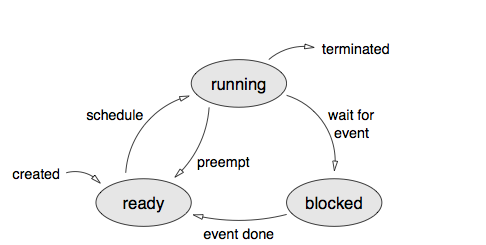 terminated
running
schedule
wait for
event
preempt
created
ready
blocked
event done